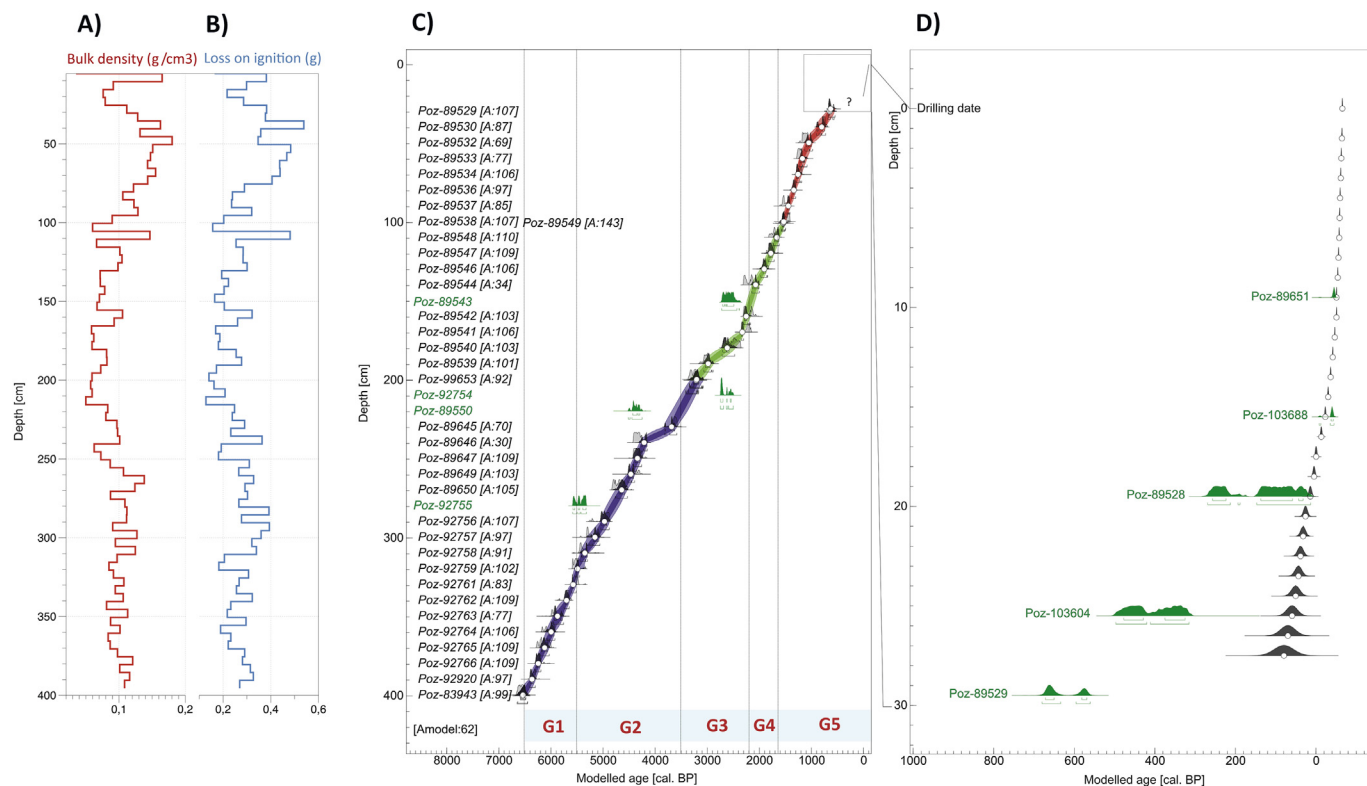 A)
B)
C)
D)
Bulk density (g/cm3)
Loss on ignition (g)
Depth [cm]
50
100
150
200
250
300
350
400
0,1
0,2
0,2
0,4
0,6
Depth [cm]
0
100
200
300
400
Poz-89529 [A:107]
Poz-89530 [A:87]
Poz-89532 [A:69]
Poz-89533 [A:77]
Poz-89534 [A:106]
Poz-89536 [A:97]
Poz-89537 [A:85]
Poz-89538 [A:107] Poz-89549 [A:143]
Poz-89548 [A:110]
Poz-89547 [A:109]
Poz-89546 [A:106]
Poz-89544 [A:34]
Poz-89543
Poz-89542 [A:103]
Poz-89541 [A:106]
Poz-89540 [A:103]
Poz-89539 [A:101]
Poz-99653 [A:92]
Poz-92754
Poz-89550
Poz-89645 [A:70]
Poz-89646 [A:30]
Poz-89647 [A:109]
Poz-89649 [A:103]
Poz-89650 [A:105]
Poz-92755
Poz-92756 [A:107]
Poz-92757 [A:97]
Poz-92758 [A:91]
Poz-92759 [A:102]
Poz-92761 [A:83]
Poz-92762 [A:109]
Poz-92763 [A:77]
Poz-92764 [A:106]
Poz-92765 [A:109]
Poz-92766 [A:109]
Poz-92920 [A:97]
Poz-83943 [A:99]
?
[Amodel:62]
G1
G2
G3
G4
G5
8000
7000
6000
5000
4000
3000
2000
1000
0
Modelled age [cal. BP]
Depth [cm]
0
Drilling date
10
20
30
Poz-89651
Poz-103688
Poz-89528
Poz-103604
Poz-89529
1000
800
600
400
200
0
Modelled age [cal. BP]